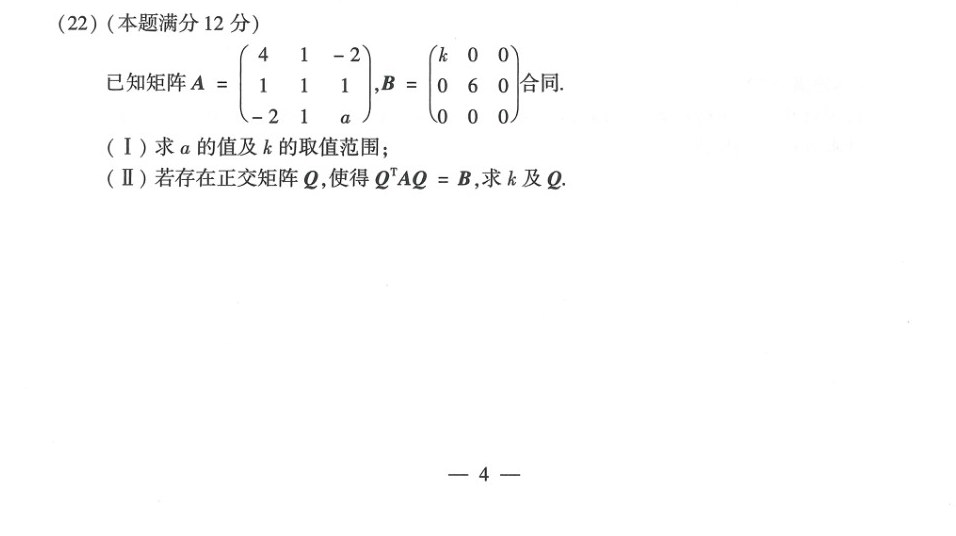 (22) (本题满分 12 分)
已知矩阵 A = ( 4 1 -2 ; 1 1 1 ; -2 1 a ), B = ( k 0 0 ; 0 6 0 ; 0 0 0 ) 合同.
(Ⅰ) 求 a 的值及 k 的取值范围;
(Ⅱ) 若存在正交矩阵 Q,使得 QᵀAQ = B,求 k 及 Q.
— 4 —